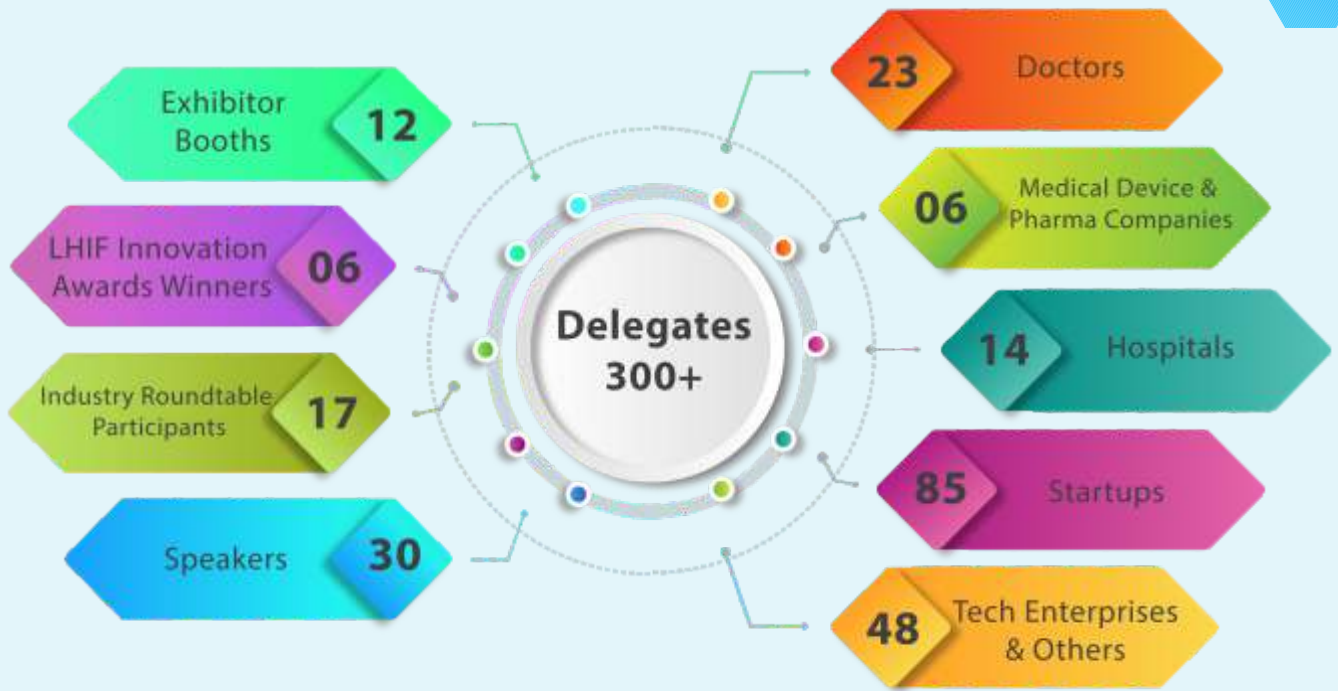 Exhibitor
Booths
12
LHIF Innovation
Awards Winners
06
Industry Roundtable
Participants
17
Speakers
30
Delegates
300+
23
Doctors
06
Medical Device &
Pharma Companies
14
Hospitals
85
Startups
48
Tech Enterprises
& Others